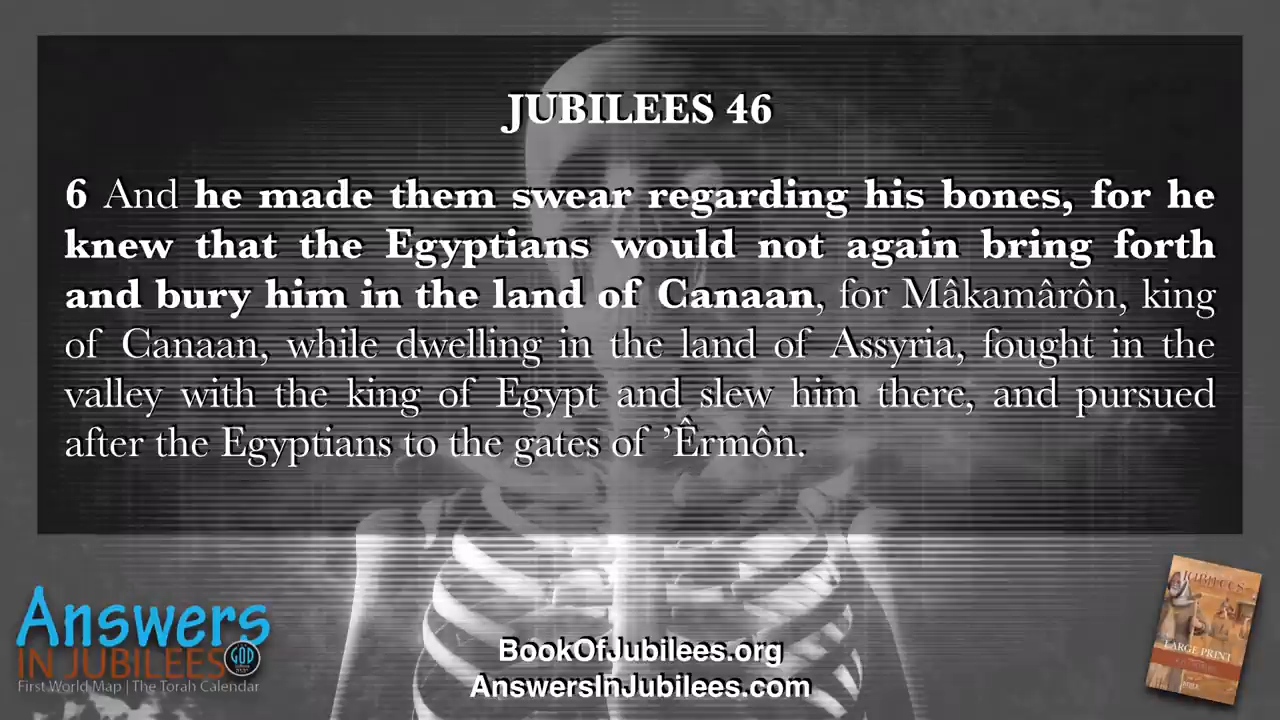 JUBILEES 46
6 And he made them swear regarding his bones, for he
knew that the Egyptians would not again bring forth
and bury him in the land of Canaan, for Mâkamârôn, king
of Canaan, while dwelling in the land of Assyria, fought in the
valley with the king of Egypt and slew him there, and pursued
after the Egyptians to the gates of ’Êrmôn.
Answers
IN JUBILEES
GOD
First World Map | The Torah Calendar
BookOfJubilees.org
AnswersInJubilees.com
JUBILEES
LARGE PRINT